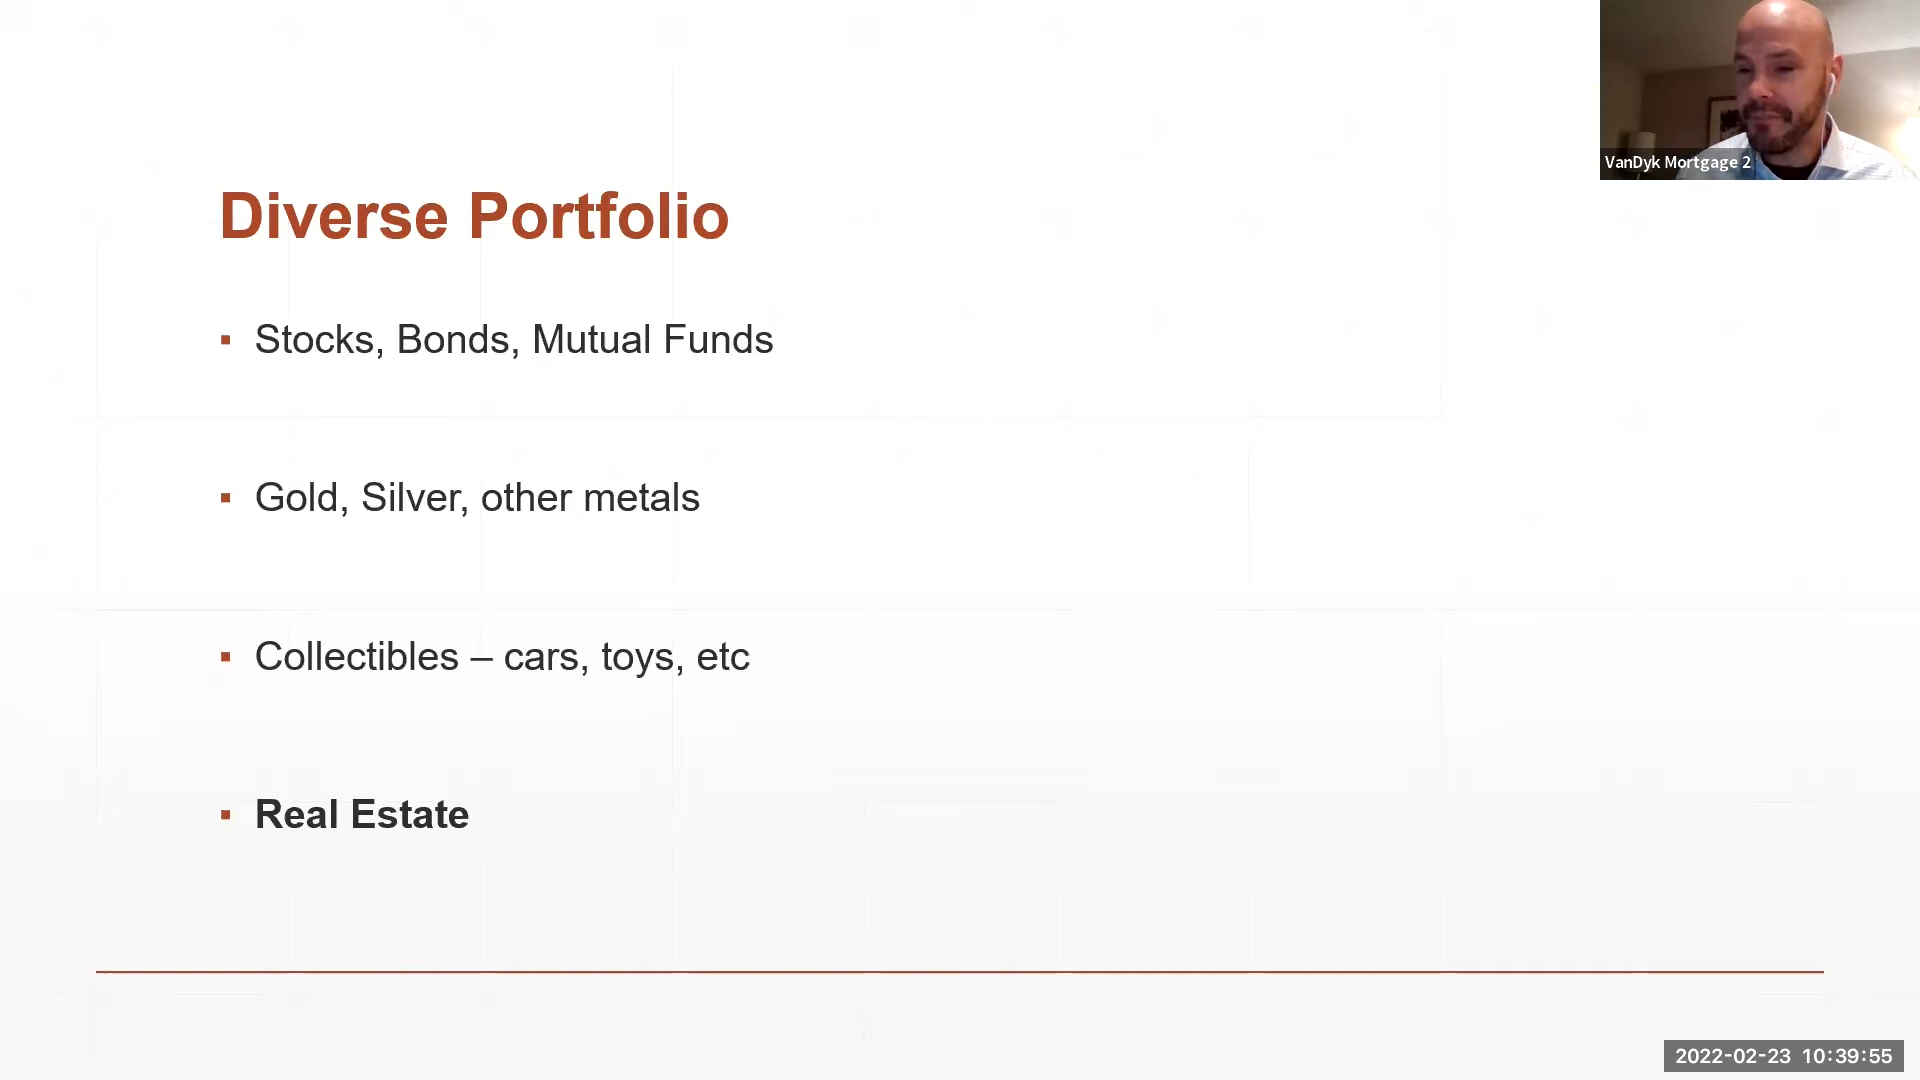 VanDyk Mortgage 2
Diverse Portfolio
▪ Stocks, Bonds, Mutual Funds
▪ Gold, Silver, other metals
▪ Collectibles – cars, toys, etc
▪ Real Estate
2022-02-23 10:39:55